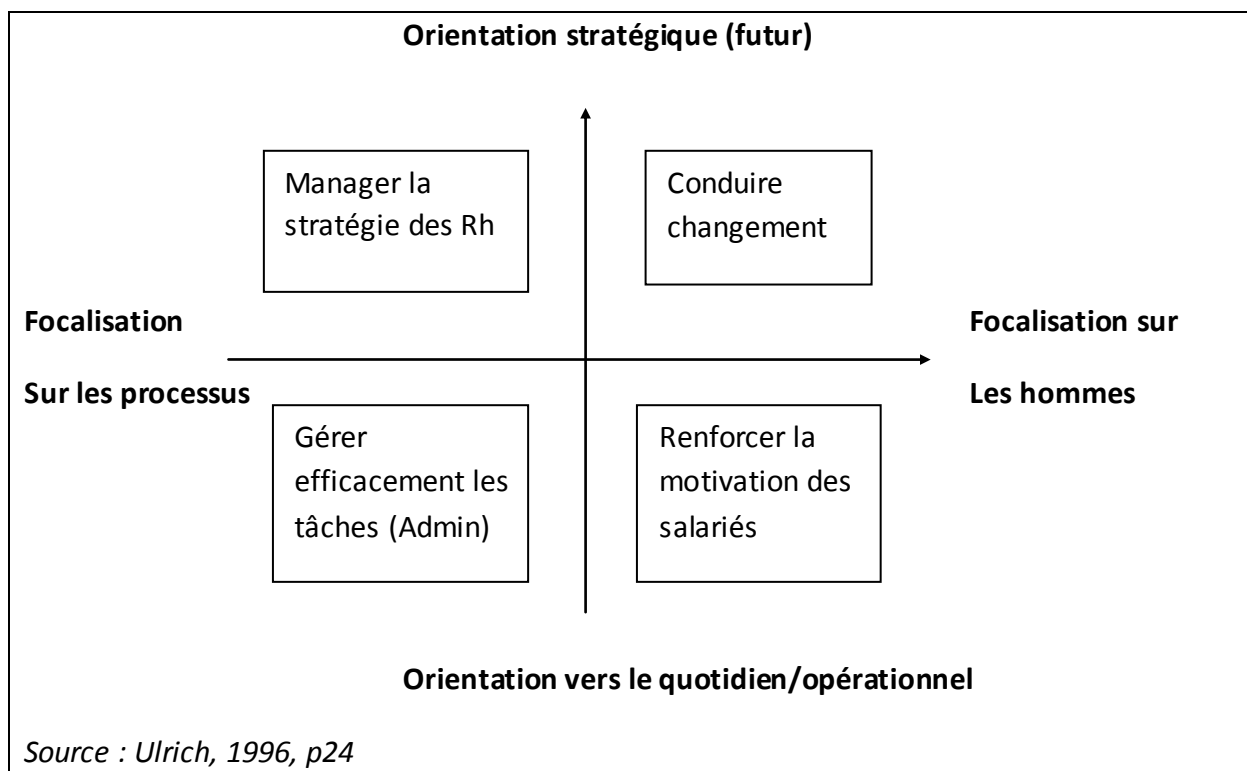 Orientation stratégique (futur)
Manager la
stratégie des Rh
Conduire
changement
Focalisation
Sur les processus
Focalisation sur
Les hommes
Gérer
efficacement les
tâches (Admin)
Renforcer la
motivation des
salariés
Orientation vers le quotidien/opérationnel
Source : Ulrich, 1996, p24